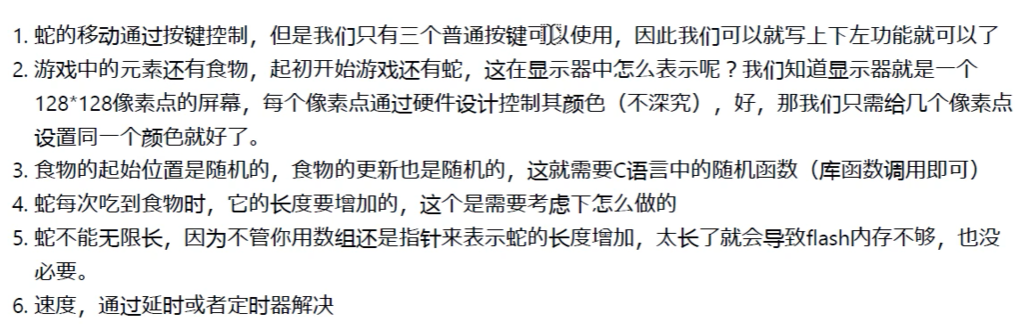 1. 蛇的移动通过按键控制，但是我们只有三个普通按键可以使用，因此我们可以就写上下左功能就可以了
2. 游戏中的元素还有食物，起初开始游戏还有蛇，这在显示器中怎么表示呢？我们知道显示器就是一个
128*128像素点的屏幕，每个像素点通过硬件设计控制其颜色（不深究），好，那我们只需给几个像素点
设置同一个颜色就好了。
3. 食物的起始位置是随机的，食物的更新也是随机的，这就需要C语言中的随机函数（库函数调用即可）
4. 蛇每次吃到食物时，它的长度要增加的，这个是需要考虑下怎么做的
5. 蛇不能无限长，因为不管你用数组还是指针来表示蛇的长度增加，太长了就会导致flash内存不够，也没
必要。
6. 速度，通过延时或者定时器解决